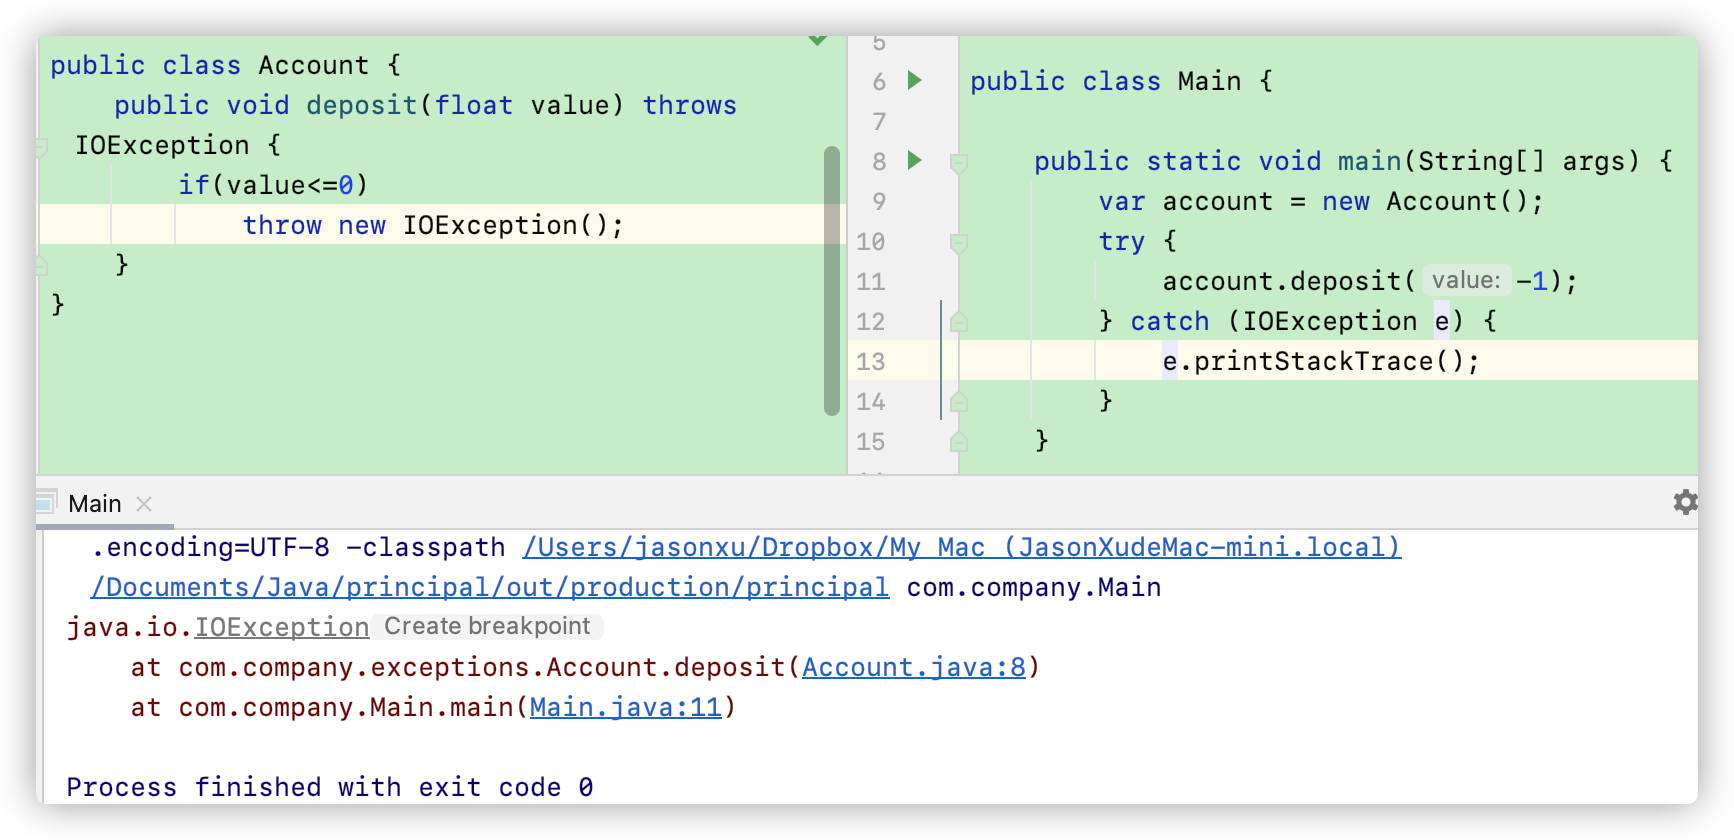 public class Account {
public void deposit(float value) throws
IOException {
if(value<=0)
throw new IOException();
}
}
5
6 public class Main {
7
8 public static void main(String[] args) {
9 var account = new Account();
10 try {
11 account.deposit( value: -1);
12 } catch (IOException e) {
13 e.printStackTrace();
14 }
15 }
Main
.encoding=UTF-8 -classpath /Users/jasonxu/Dropbox/My Mac (JasonXudeMac-mini.local)
/Documents/Java/principal/out/production/principal com.company.Main
java.io.IOException Create breakpoint
at com.company.exceptions.Account.deposit(Account.java:8)
at com.company.Main.main(Main.java:11)
Process finished with exit code 0